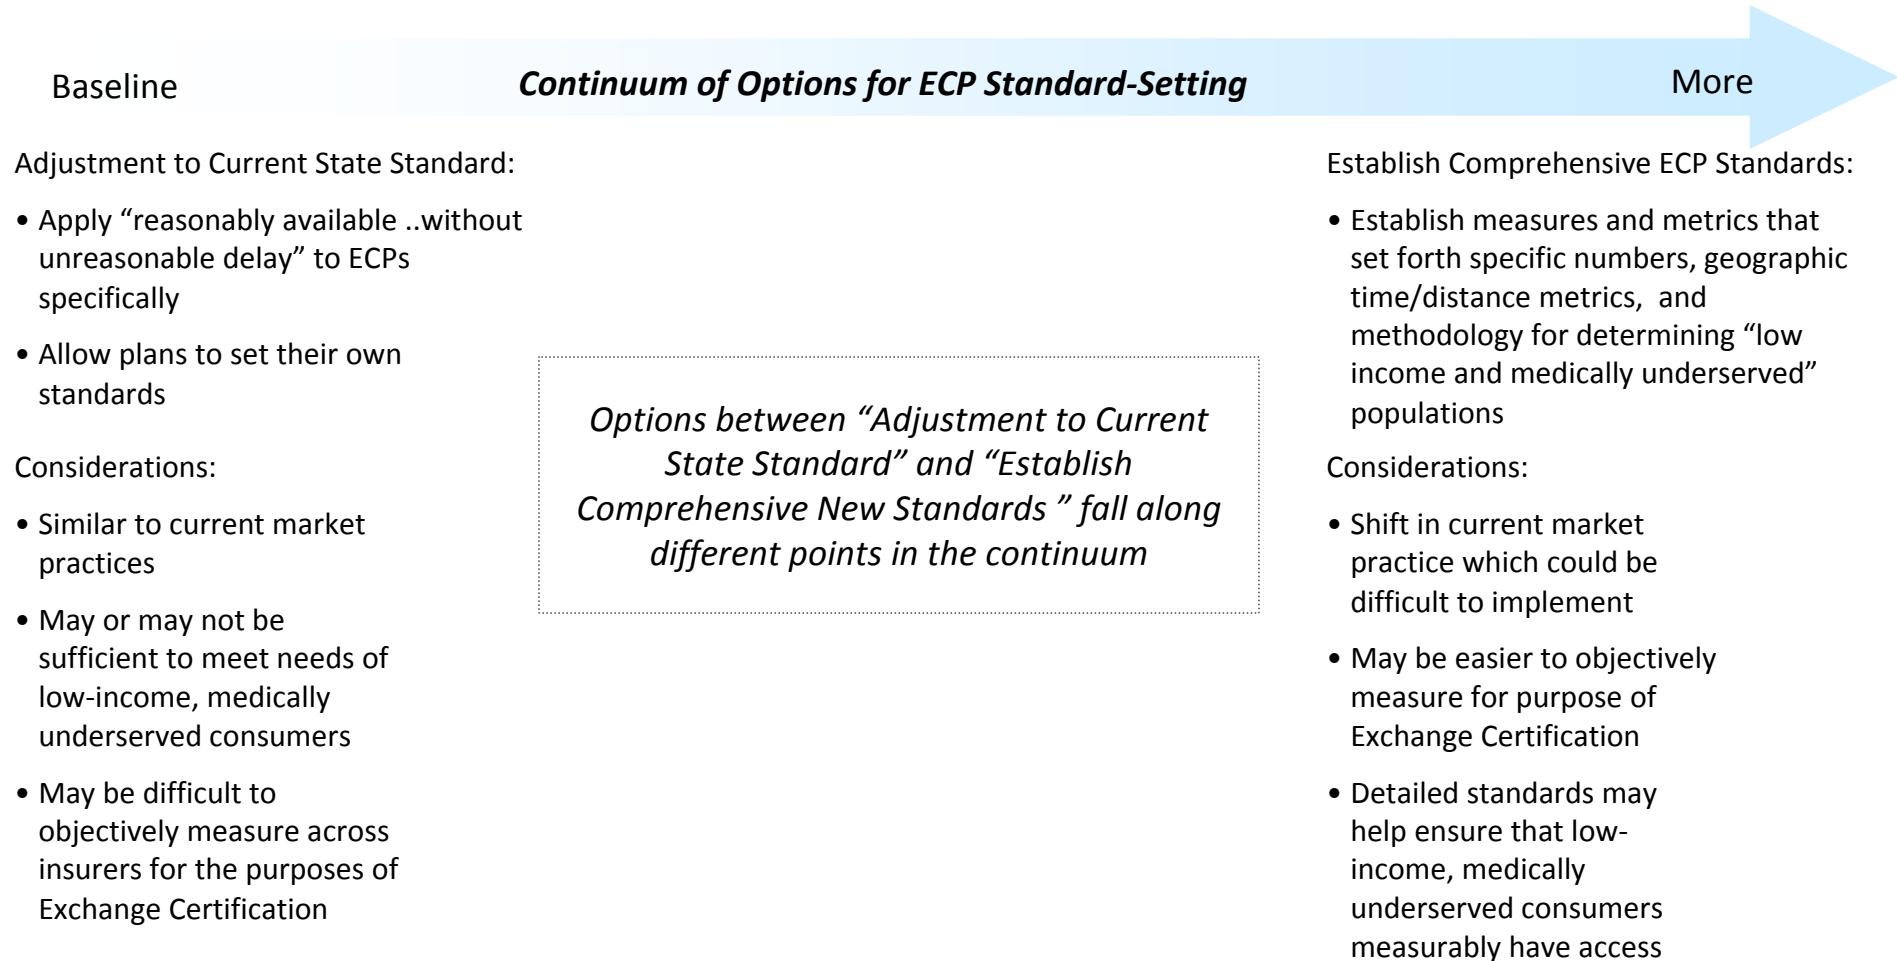 Baseline
Continuum of Options for ECP Standard-Setting
More
Adjustment to Current State Standard:
• Apply “reasonably available ..without
unreasonable delay” to ECPs
specifically
• Allow plans to set their own
standards
Considerations:
• Similar to current market
practices
• May or may not be
sufficient to meet needs of
low-income, medically
underserved consumers
• May be difficult to
objectively measure across
insurers for the purposes of
Exchange Certification
Options between “Adjustment to Current
State Standard” and “Establish
Comprehensive New Standards ” fall along
different points in the continuum
Establish Comprehensive ECP Standards:
• Establish measures and metrics that
set forth specific numbers, geographic
time/distance metrics, and
methodology for determining “low
income and medically underserved”
populations
Considerations:
• Shift in current market
practice which could be
difficult to implement
• May be easier to objectively
measure for purpose of
Exchange Certification
• Detailed standards may
help ensure that low-
income, medically
underserved consumers
measurably have access